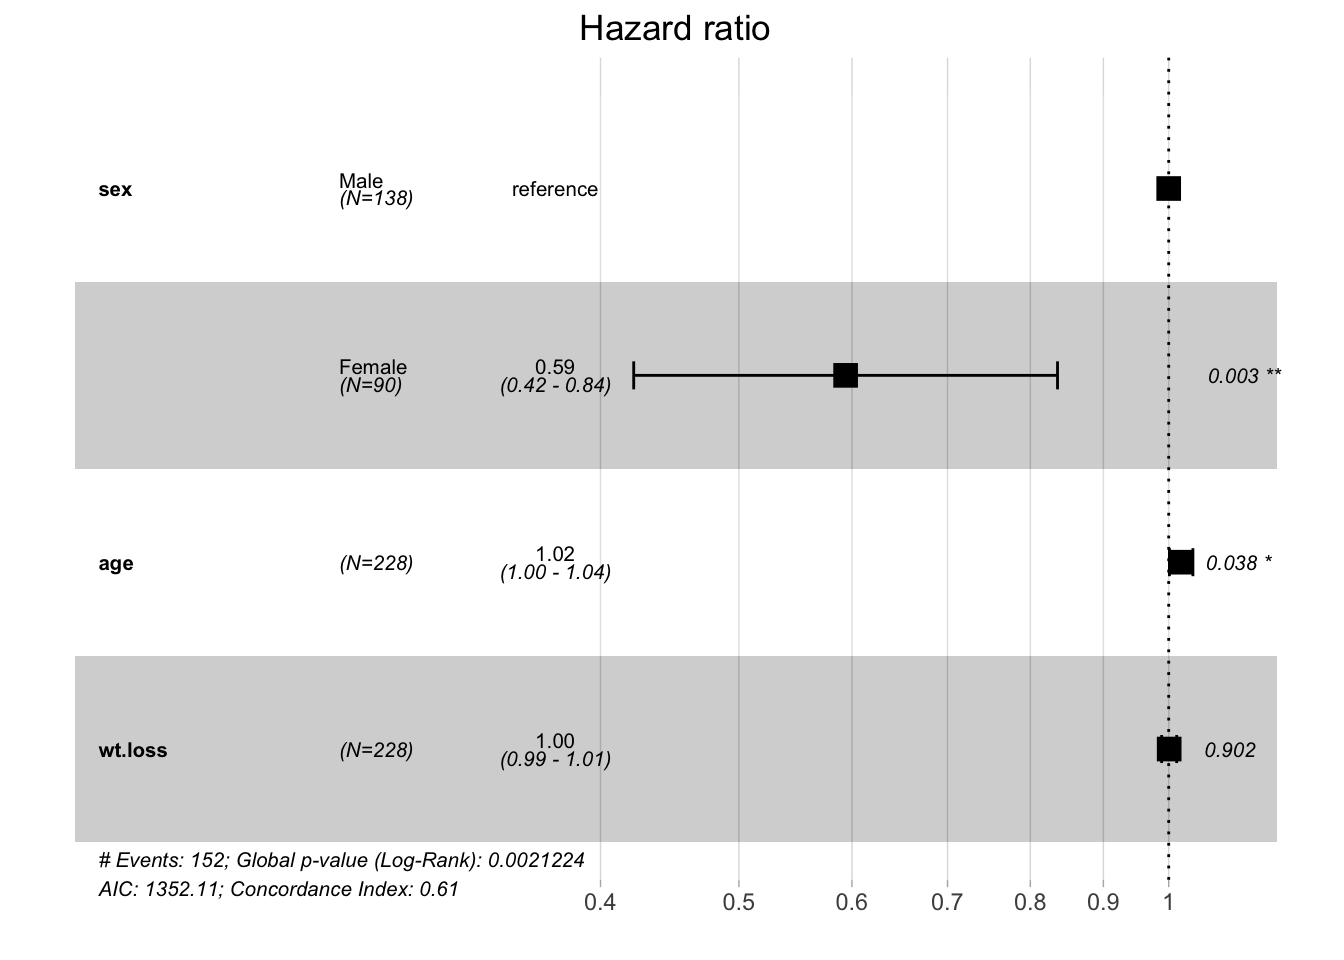 Hazard ratio
sex
Male
(N=138)
reference
Female
(N=90)
0.59
(0.42 - 0.84)
0.003 **
age
(N=228)
1.02
(1.00 - 1.04)
0.038 *
wt.loss
(N=228)
1.00
(0.99 - 1.01)
0.902
# Events: 152; Global p-value (Log-Rank): 0.0021224
AIC: 1352.11; Concordance Index: 0.61
0.4 0.5 0.6 0.7 0.8 0.9 1